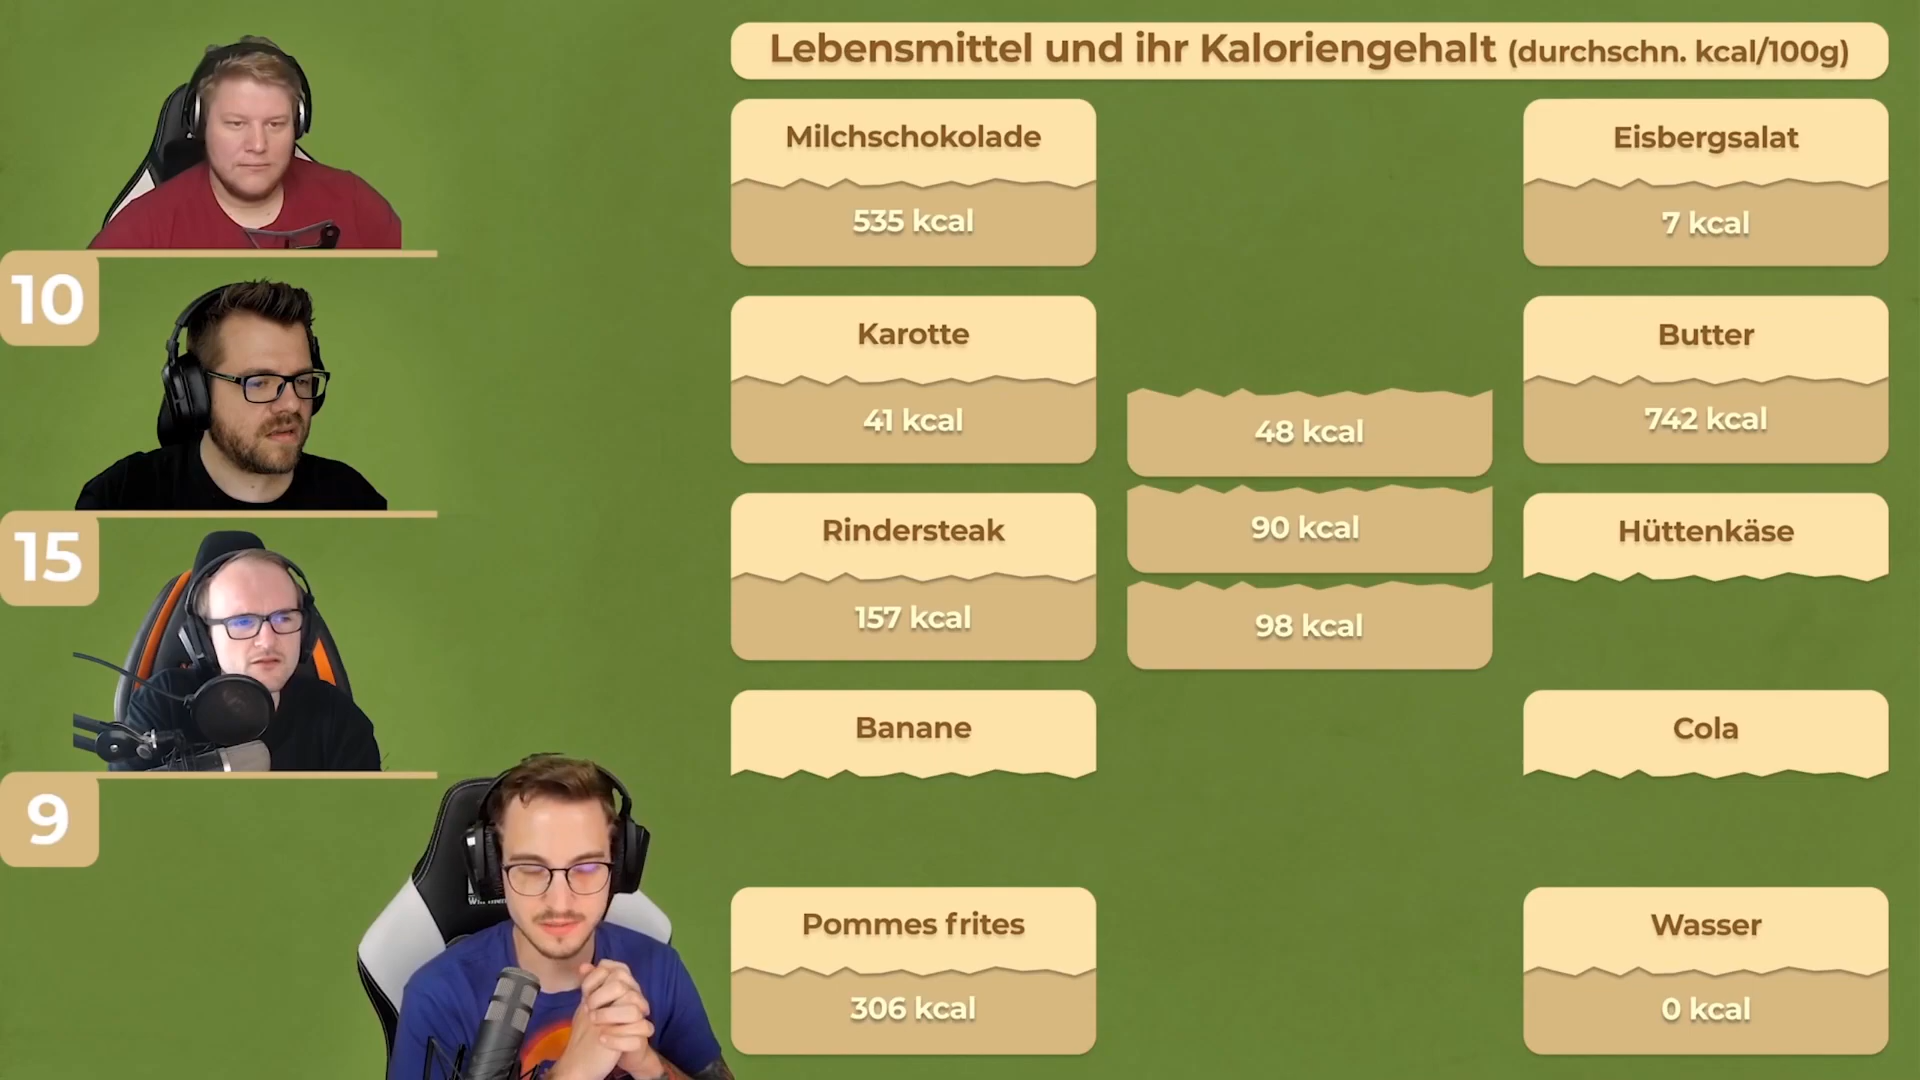 Lebensmittel und ihr Kaloriengehalt (durchschn. kcal/100g)
Milchschokolade
535 kcal
Eisbergsalat
7 kcal
10
Karotte
41 kcal
48 kcal
Butter
742 kcal
15
Rindersteak
157 kcal
90 kcal
98 kcal
Hüttenkäse
9
Banane
Cola
Pommes frites
306 kcal
Wasser
0 kcal